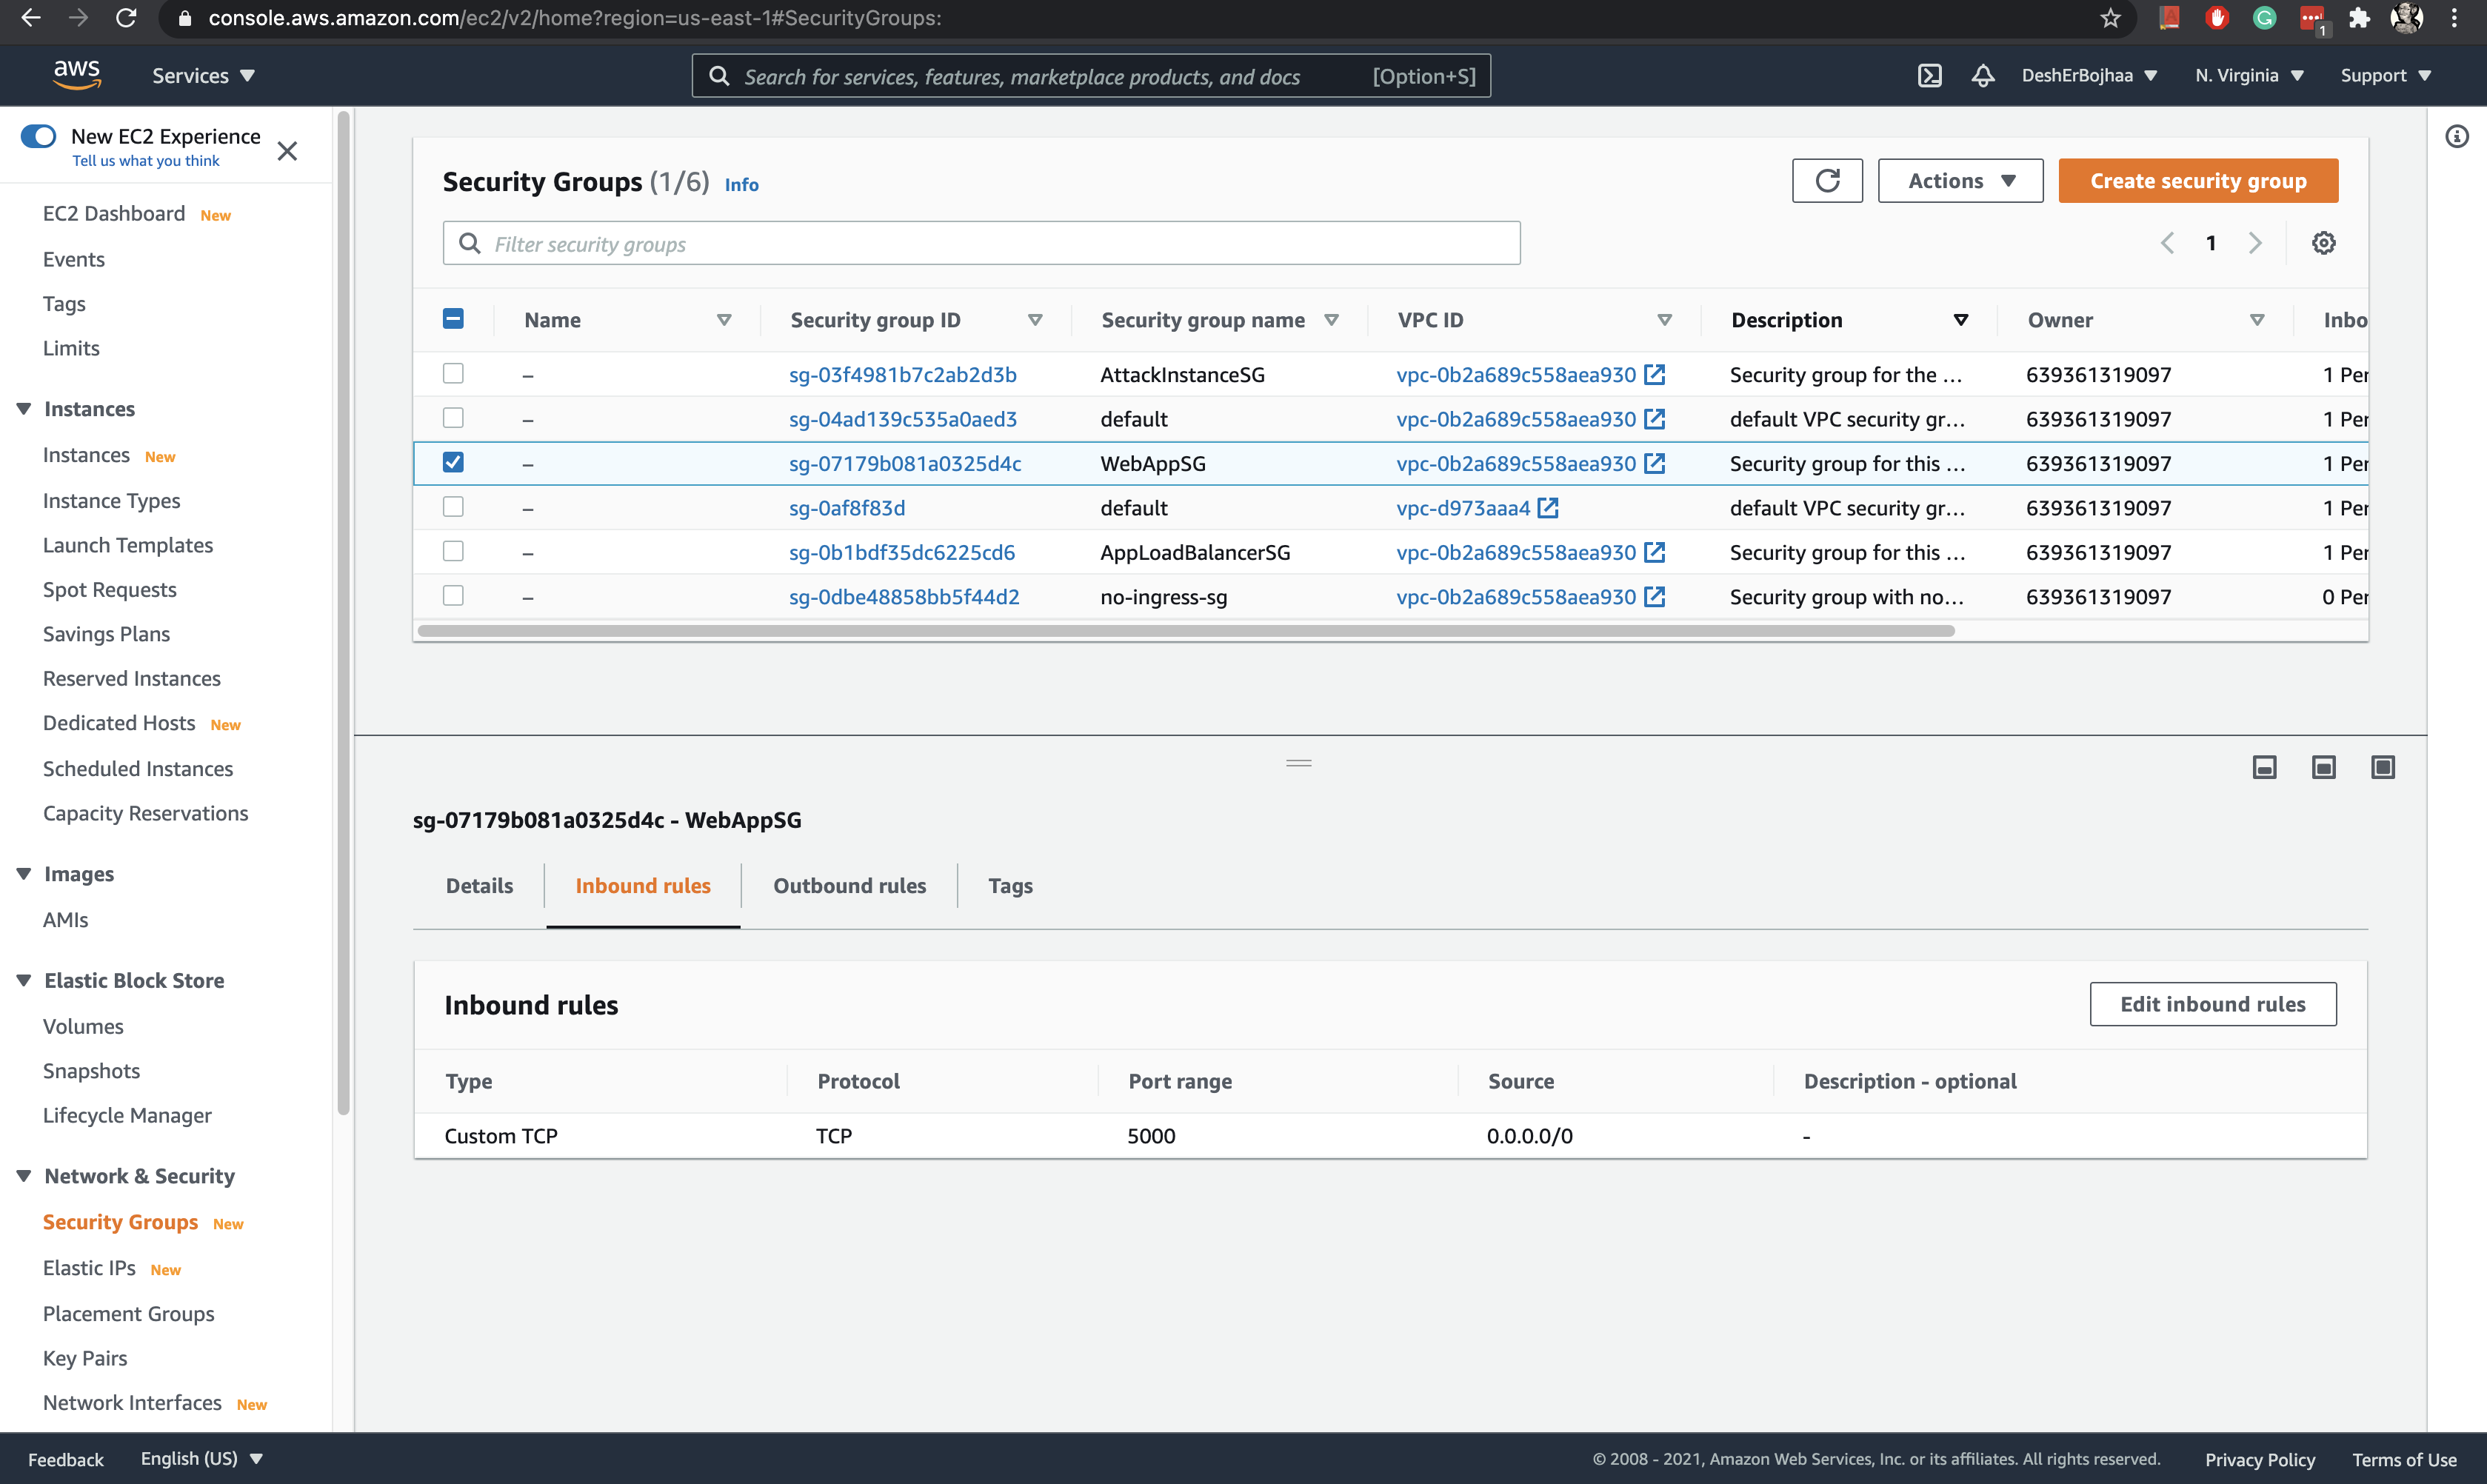 console.aws.amazon.com/ec2/v2/home?region=us-east-1#SecurityGroups:
1
aws
Services
Search for services, features, marketplace products, and docs [Option+S]
DeshErBojhaa
N. Virginia
Support
New EC2 Experience
Tell us what you think
EC2 Dashboard New
Events
Tags
Limits
Instances
Instances New
Instance Types
Launch Templates
Spot Requests
Savings Plans
Reserved Instances
Dedicated Hosts New
Scheduled Instances
Capacity Reservations
Images
AMIs
Elastic Block Store
Volumes
Snapshots
Lifecycle Manager
Network & Security
Security Groups New
Elastic IPs New
Placement Groups
Key Pairs
Network Interfaces New
Security Groups (1/6) Info
Actions
Create security group
Filter security groups
1
Name Security group ID Security group name VPC ID Description Owner Inbo
– sg-03f4981b7c2ab2d3b AttackInstanceSG vpc-0b2a689c558aea930 Security group for the ... 639361319097 1 Per
– sg-04ad139c535a0aed3 default vpc-0b2a689c558aea930 default VPC security gr... 639361319097 1 Per
– sg-07179b081a0325d4c WebAppSG vpc-0b2a689c558aea930 Security group for this ... 639361319097 1 Per
– sg-0af8f83d default vpc-d973aaa4 default VPC security gr... 639361319097 1 Per
– sg-0b1bdf35dc6225cd6 AppLoadBalancerSG vpc-0b2a689c558aea930 Security group for this ... 639361319097 1 Per
– sg-0dbe48858bb5f44d2 no-ingress-sg vpc-0b2a689c558aea930 Security group with no... 639361319097 0 Per
sg-07179b081a0325d4c - WebAppSG
Details Inbound rules Outbound rules Tags
Inbound rules
Edit inbound rules
Type Protocol Port range Source Description - optional
Custom TCP TCP 5000 0.0.0.0/0 -
Feedback
English (US)
© 2008 - 2021, Amazon Web Services, Inc. or its affiliates. All rights reserved.
Privacy Policy
Terms of Use